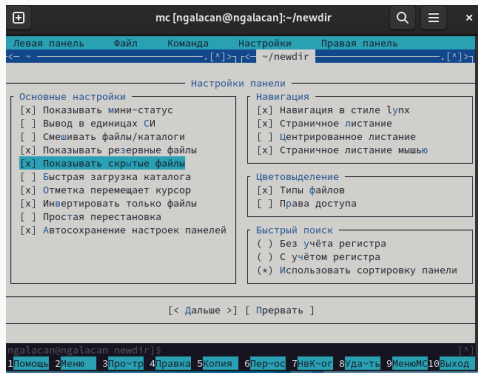 mc [ngalacan@ngalacan]:~/newdir
Левая панель Файл Команда Настройки Правая панель
<— ~ .[^]> <— ~/newdir .[^]>
Настройки панели
Основные настройки
[x] Показывать мини-статус
[ ] Вывод в единицах СИ
[ ] Смешивать файлы/каталоги
[x] Показывать резервные файлы
[x] Показывать скрытые файлы
[ ] Быстрая загрузка каталога
[x] Отметка перемещает курсор
[x] Инвертировать только файлы
[ ] Простая перестановка
[x] Автосохранение настроек панелей
Навигация
[x] Навигация в стиле lynx
[x] Страничное листание
[ ] Центрированное листание
[x] Страничное листание мышью
Цветовыделение
[x] Типы файлов
[ ] Права доступа
Быстрый поиск
( ) Без учёта регистра
( ) С учётом регистра
(*) Использовать сортировку панели
[< Дальше >] [ Прервать ]
ngalacan@ngalacan newdir]$ [^]
1Помощь 2Меню 3Про~тр 4Правка 5Копия 6Пер~ос 7НвК~ог 8Уда~ть 9МенюMC 10Выход